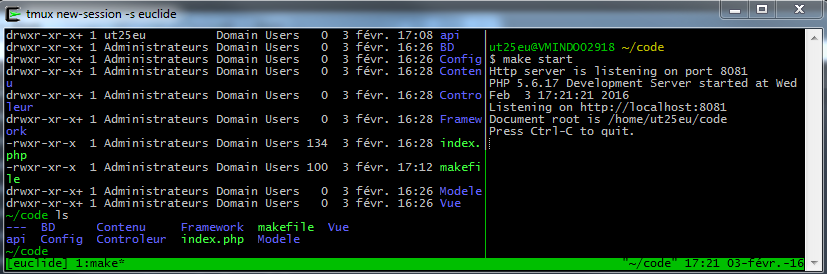 tmux new-session -s euclide
drwxr-xr-x+ 1 ut25eu Domain Users 0 3 févr. 17:08 api
drwxr-xr-x+ 1 Administrateurs Domain Users 0 3 févr. 16:26 BD
drwxr-xr-x+ 1 Administrateurs Domain Users 0 3 févr. 16:26 Config
drwxr-xr-x+ 1 Administrateurs Domain Users 0 3 févr. 16:28 Conten
u
drwxr-xr-x+ 1 Administrateurs Domain Users 0 3 févr. 16:28 Contro
leur
drwxr-xr-x+ 1 Administrateurs Domain Users 0 3 févr. 16:28 Framew
ork
-rwxr-xr-x 1 Administrateurs Domain Users 134 3 févr. 16:28 index.
php
-rwxr-xr-x 1 Administrateurs Domain Users 100 3 févr. 17:12 makefi
le
drwxr-xr-x+ 1 Administrateurs Domain Users 0 3 févr. 16:26 Modele
drwxr-xr-x+ 1 Administrateurs Domain Users 0 3 févr. 16:26 Vue
~/code ls
--- BD Contenu Framework makefile Vue
api Config Controleur index.php Modele
~/code
ut25eu@VMINDOO2918 ~/code
$ make start
Http server is listening on port 8081
PHP 5.6.17 Development Server started at Wed
Feb 3 17:21:21 2016
Listening on http://localhost:8081
Document root is /home/ut25eu/code
Press Ctrl-C to quit.
[euclide] 1:make* "~/code" 17:21 03-févr.-16